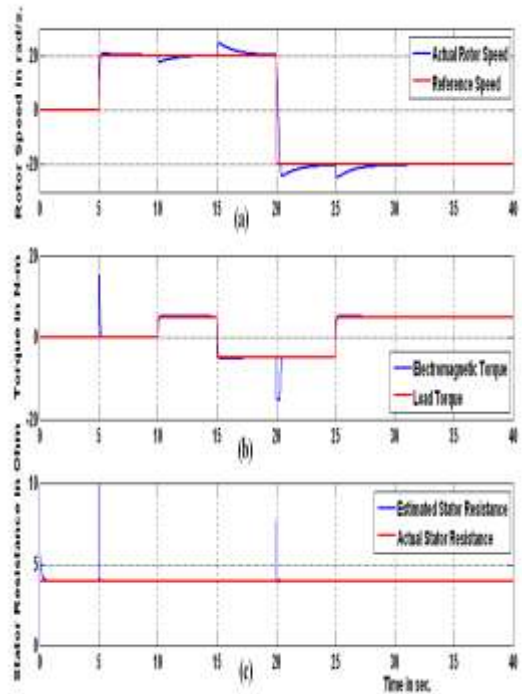 Rotor Speed in rad/s.
20
0
-20
Actual Rotor Speed
Reference Speed
0 5 10 15 20 25 30 35 40
(a)
Torque in N-m
20
0
-20
Electromagnetic Torque
Load Torque
0 5 10 15 20 25 30 35 40
(b)
Stator Resistance in Ohm
10
5
0
Estimated Stator Resistance
Actual Stator Resistance
0 5 10 15 20 25 30 35 40
(c)
Time in sec.